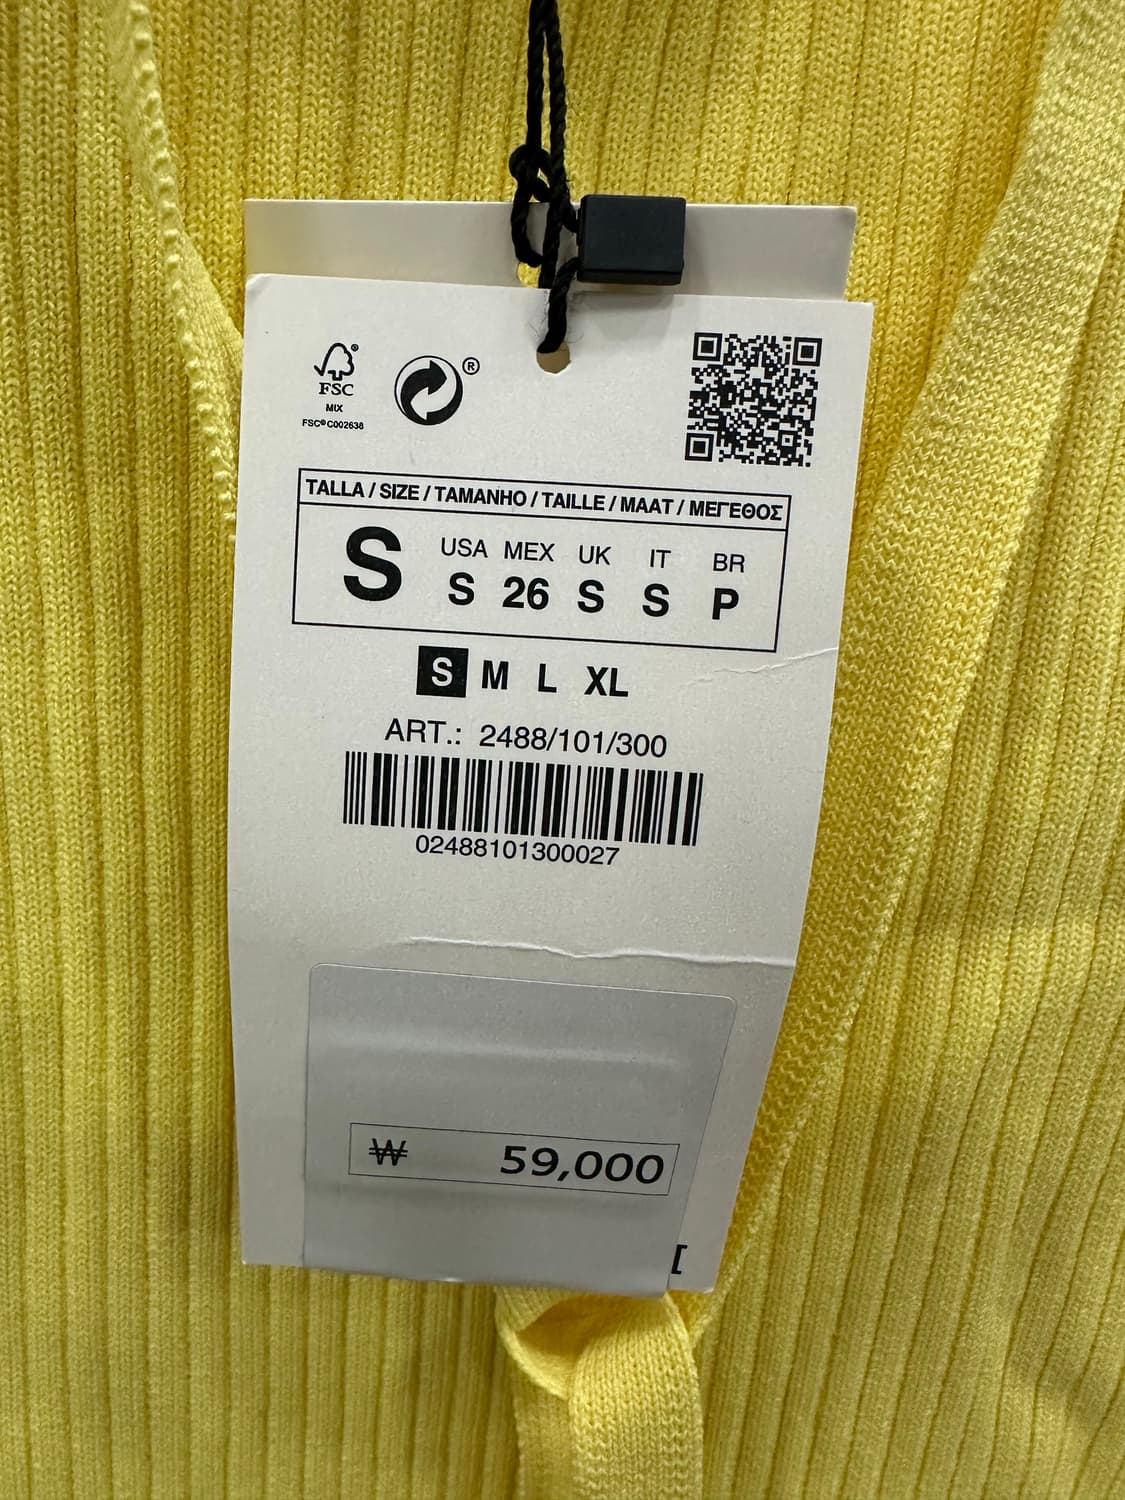 ®
FSC
MIX
FSC® C002638
®
TALLA / SIZE / TAMANHO / TAILLE / MAAT / ΜΕΓΕΘΟΣ
S
USA MEX UK IT BR
S 26 S S P
S M L XL
ART.: 2488/101/300
02488101300027
₩ 59,000